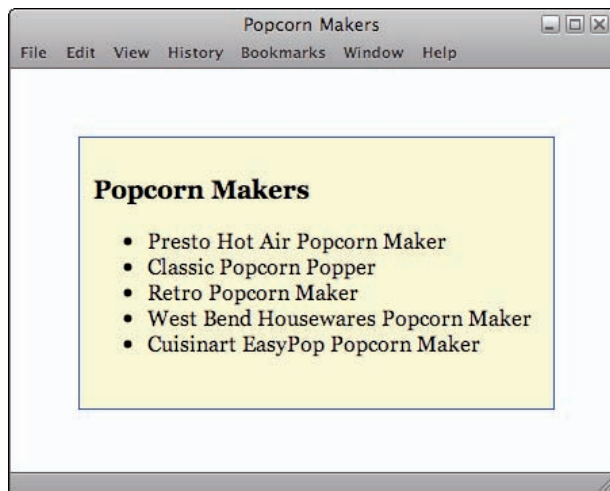 Popcorn Makers
File Edit View History Bookmarks Window Help
Popcorn Makers
Presto Hot Air Popcorn Maker
Classic Popcorn Popper
Retro Popcorn Maker
West Bend Housewares Popcorn Maker
Cuisinart EasyPop Popcorn Maker